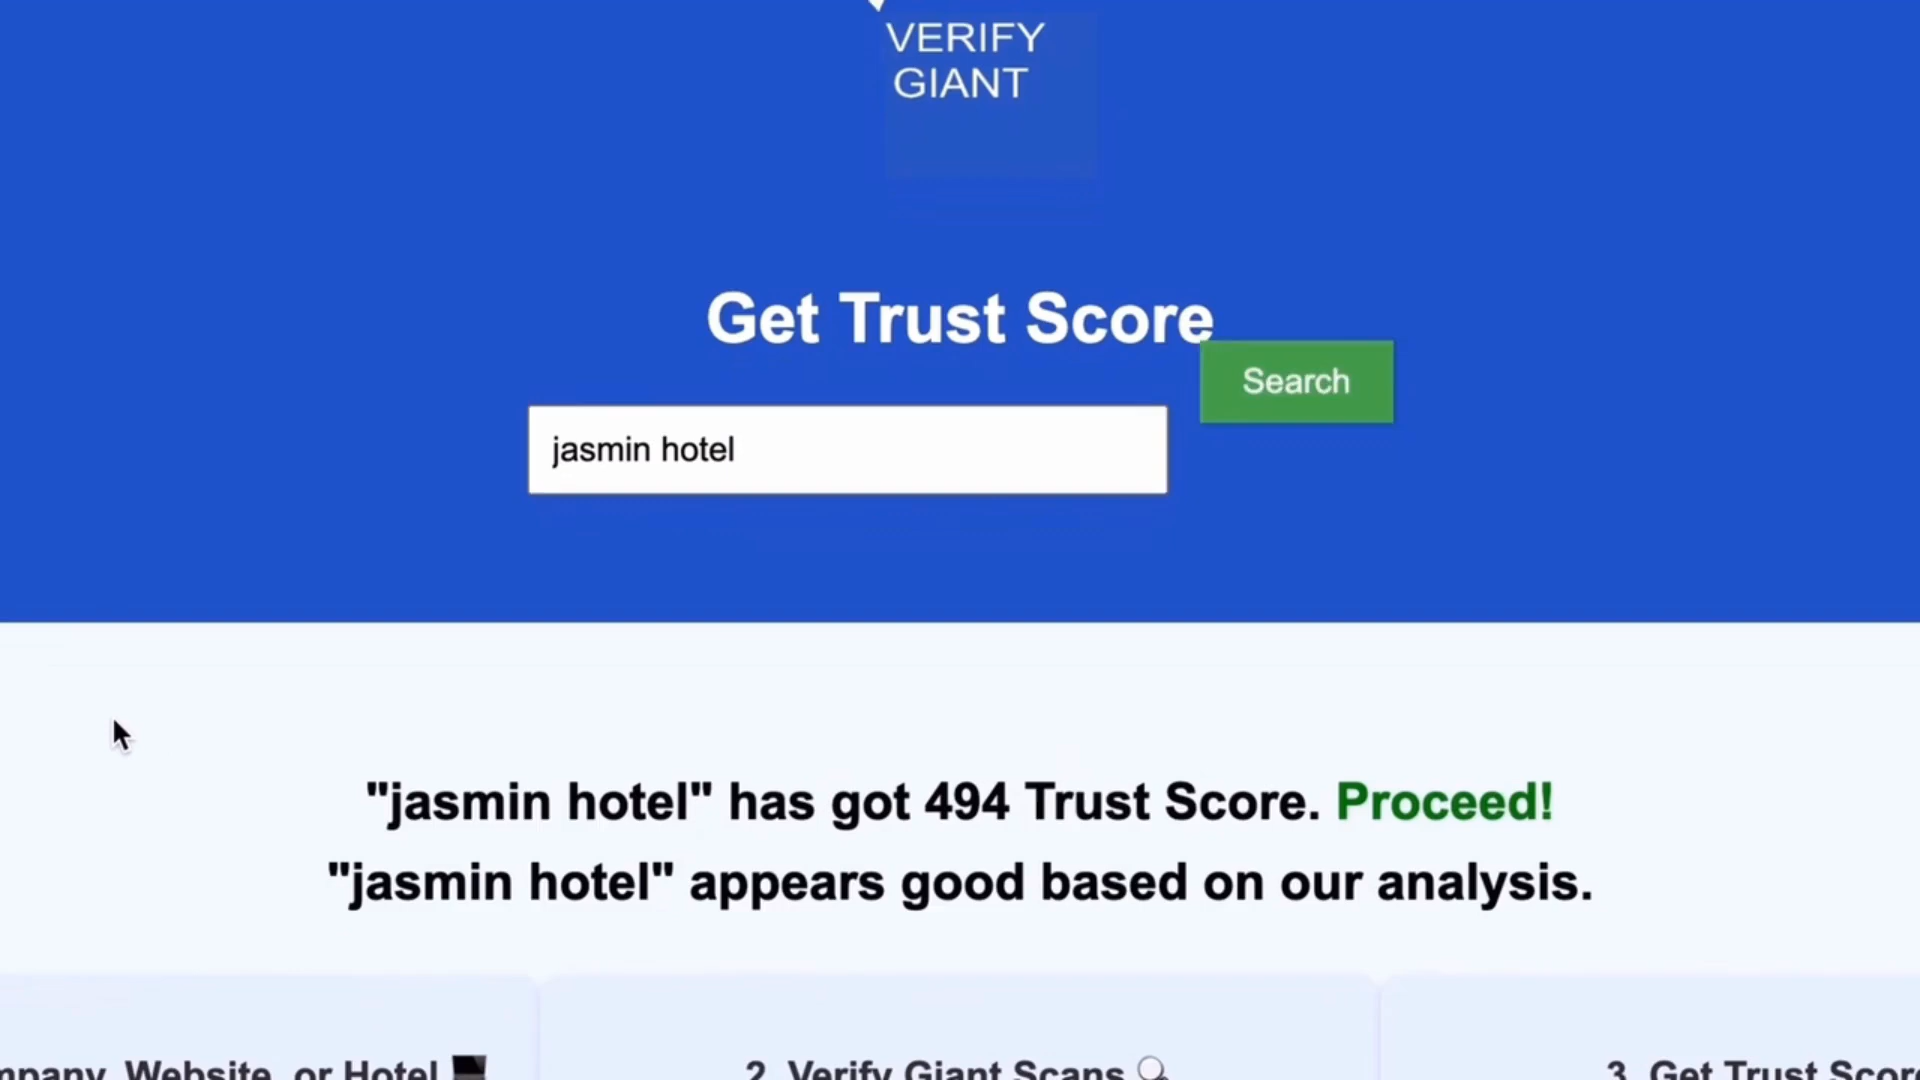 VERIFY
GIANT
Get Trust Score
Search
jasmin hotel
"jasmin hotel" has got 494 Trust Score. Proceed!
"jasmin hotel" appears good based on our analysis.
Website, or Hotel
2. Verify Giant Scans
3. Get Trust Score